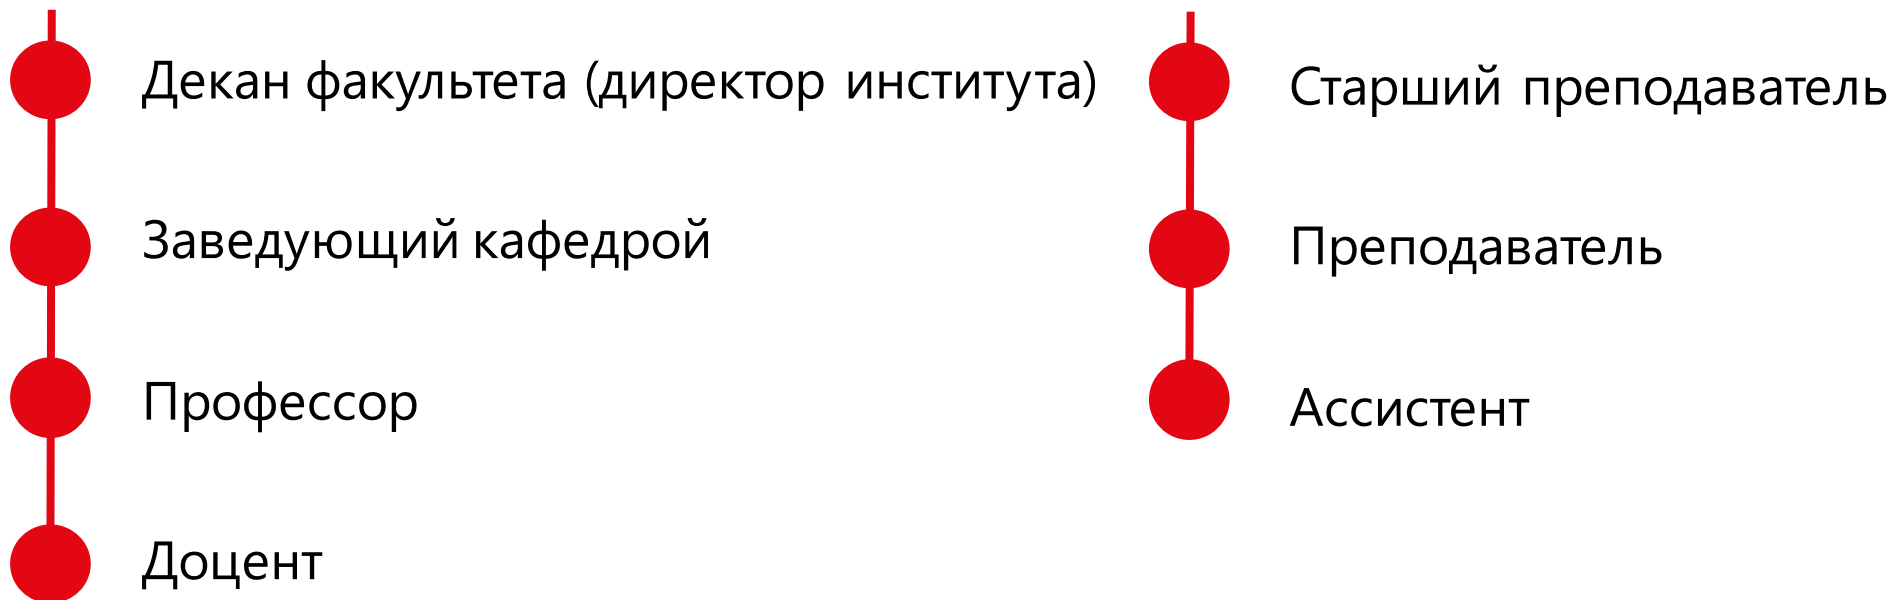 Декан факультета (директор института)
Заведующий кафедрой
Профессор
Доцент
Старший преподаватель
Преподаватель
Ассистент